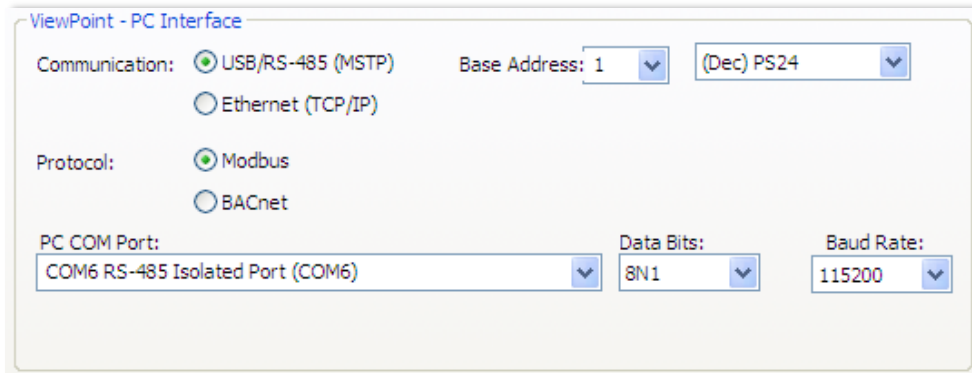 ViewPoint - PC Interface
Communication: USB/RS-485 (MSTP) Base Address: 1 (Dec) PS24
Ethernet (TCP/IP)
Protocol: Modbus
BACnet
PC COM Port: Data Bits: Baud Rate:
COM6 RS-485 Isolated Port (COM6) 8N1 115200